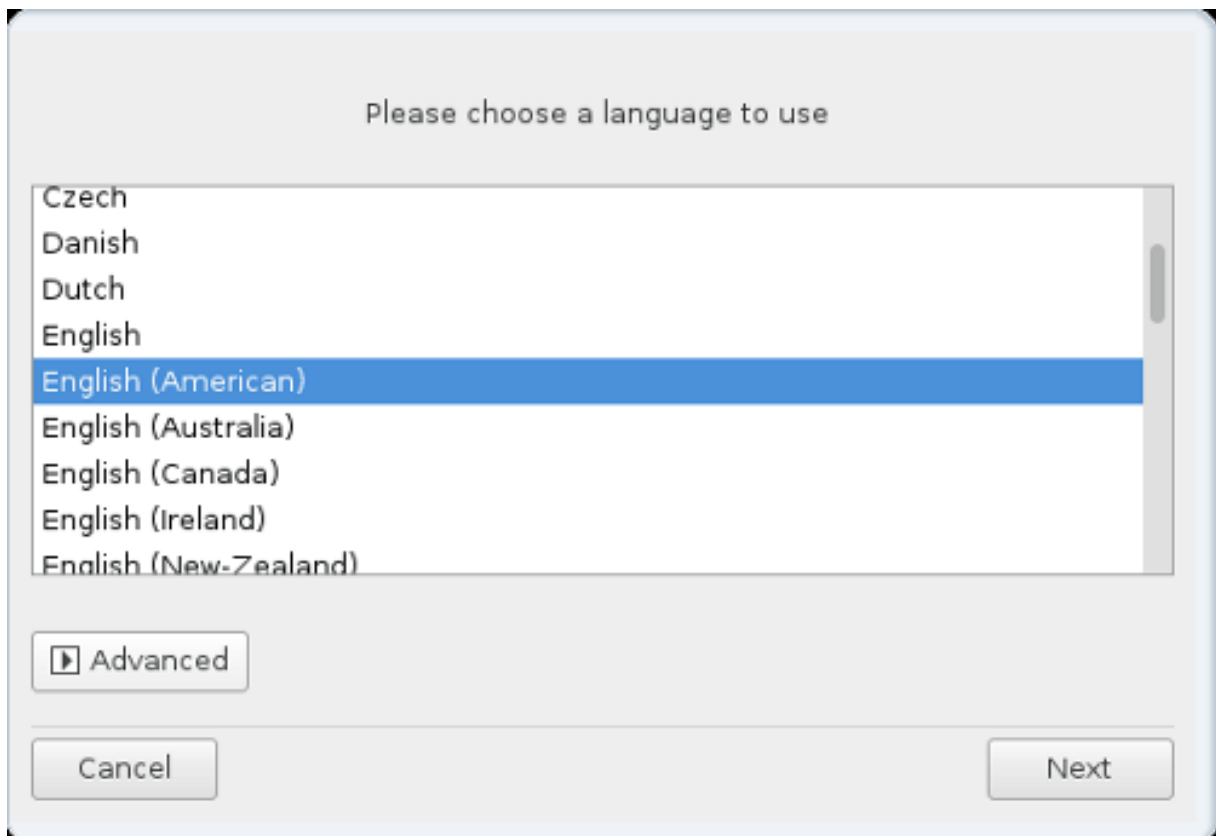 Please choose a language to use
Czech
Danish
Dutch
English
English (American)
English (Australia)
English (Canada)
English (Ireland)
English (New-Zealand)
Advanced
Cancel
Next